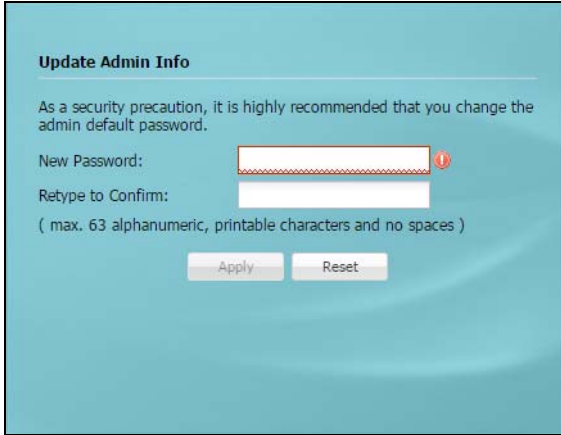 Update Admin Info
As a security precaution, it is highly recommended that you change the
admin default password.
New Password:
Retype to Confirm:
( max. 63 alphanumeric, printable characters and no spaces )
Apply Reset